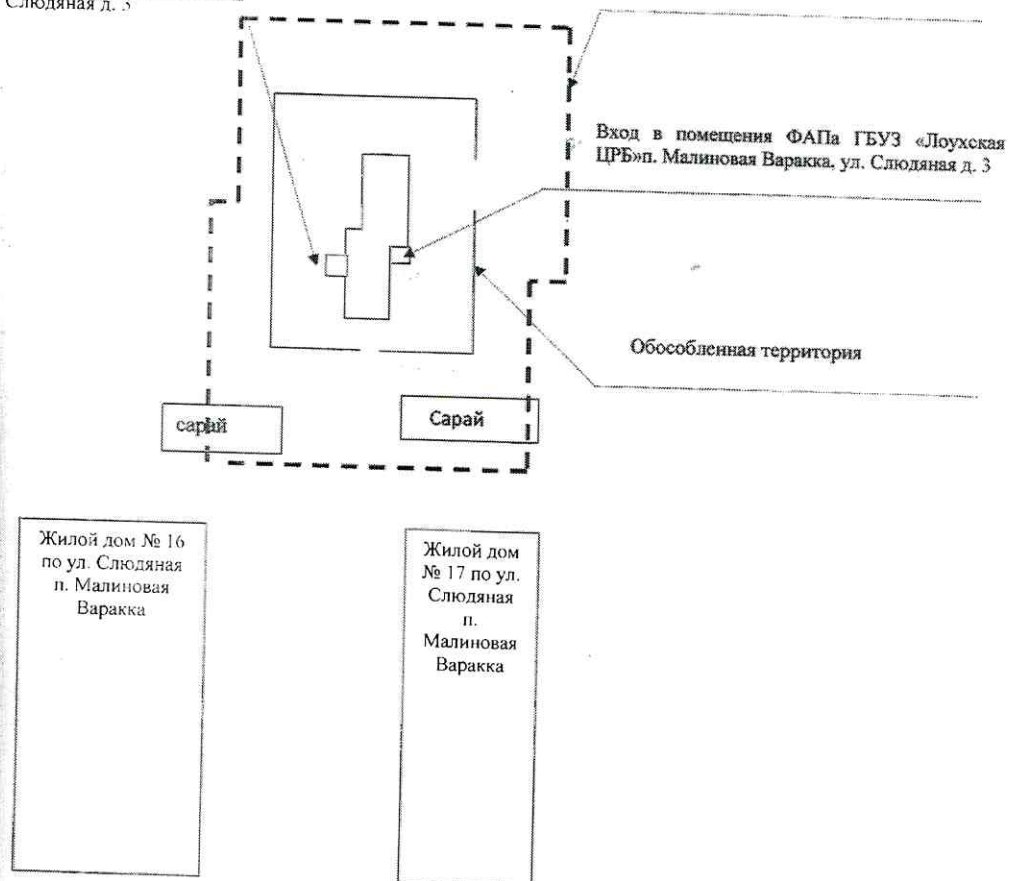 Слюдяная д. 3
Вход в помещения ФАПа ГБУЗ «Лоухская
ЦРБ»п. Малиновая Варакка, ул. Слюдяная д. 3
Обособленная территория
сарай
Сарай
Жилой дом № 16
по ул. Слюдяная
п. Малиновая
Варакка
Жилой дом
№ 17 по ул.
Слюдяная
п.
Малиновая
Варакка